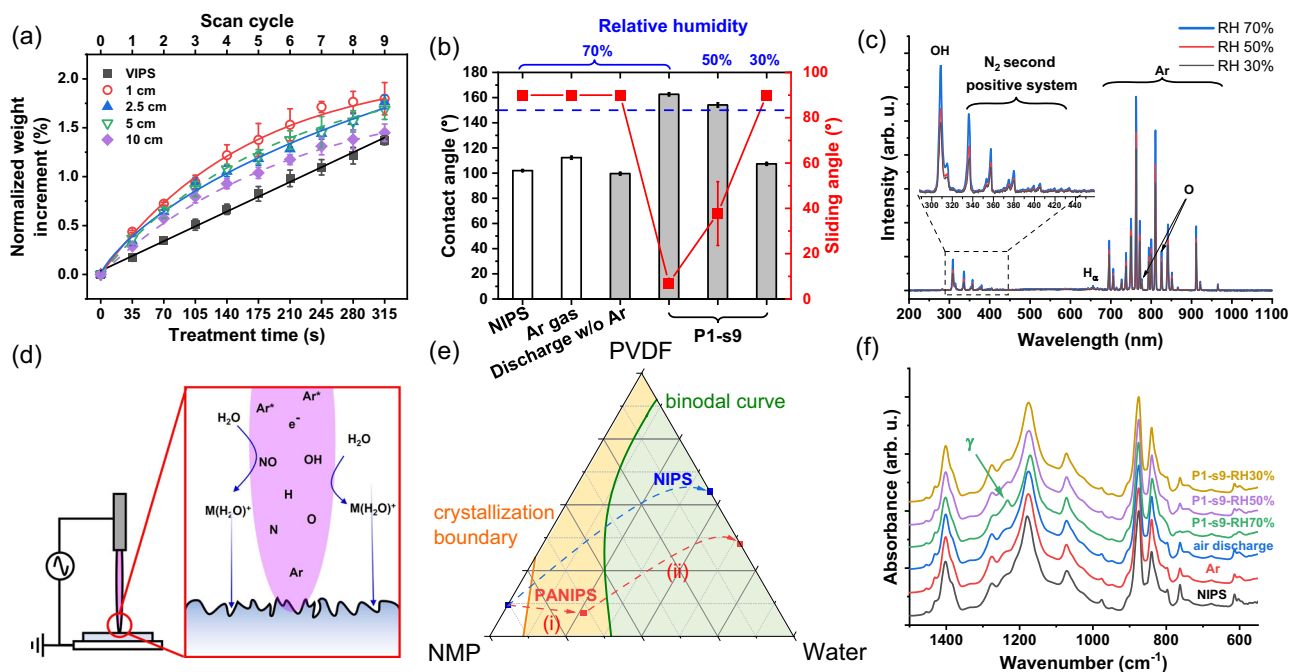 (a)
Scan cycle
0 1 2 3 4 5 6 7 8 9
Normalized weight
increment (%)
2.0
1.5
1.0
0.5
0.0
VIPS
1 cm
2.5 cm
5 cm
10 cm
0 35 70 105 140 175 210 245 280 315
Treatment time (s)
(b)
Relative humidity
70%
50%
30%
Contact angle (°)
180
160
140
120
100
80
60
40
20
0
Sliding angle (°)
100
80
60
40
20
0
NIPS
Ar gas
Discharge w/o Ar
P1-s9
(c)
RH 70%
RH 50%
RH 30%
OH
N2 second
positive system
Ar
O
Hα
Intensity (arb. u.)
300 320 340 360 380 400 420 440
200 300 400 500 600 700 800 900 1000 1100
Wavelength (nm)
(d)
Ar*
Ar* Ar*
H2O
e-
H2O
NO
OH
H
M(H2O)+
M(H2O)+
N
O
Ar
(e)
PVDF
binodal curve
NIPS
crystallization
boundary
PANIPS
(i)
(ii)
NMP
Water
(f)
Absorbance (arb. u.)
γ
P1-s9-RH30%
P1-s9-RH50%
P1-s9-RH70%
air discharge
Ar
NIPS
1400 1200 1000 800 600
Wavenumber (cm-1)